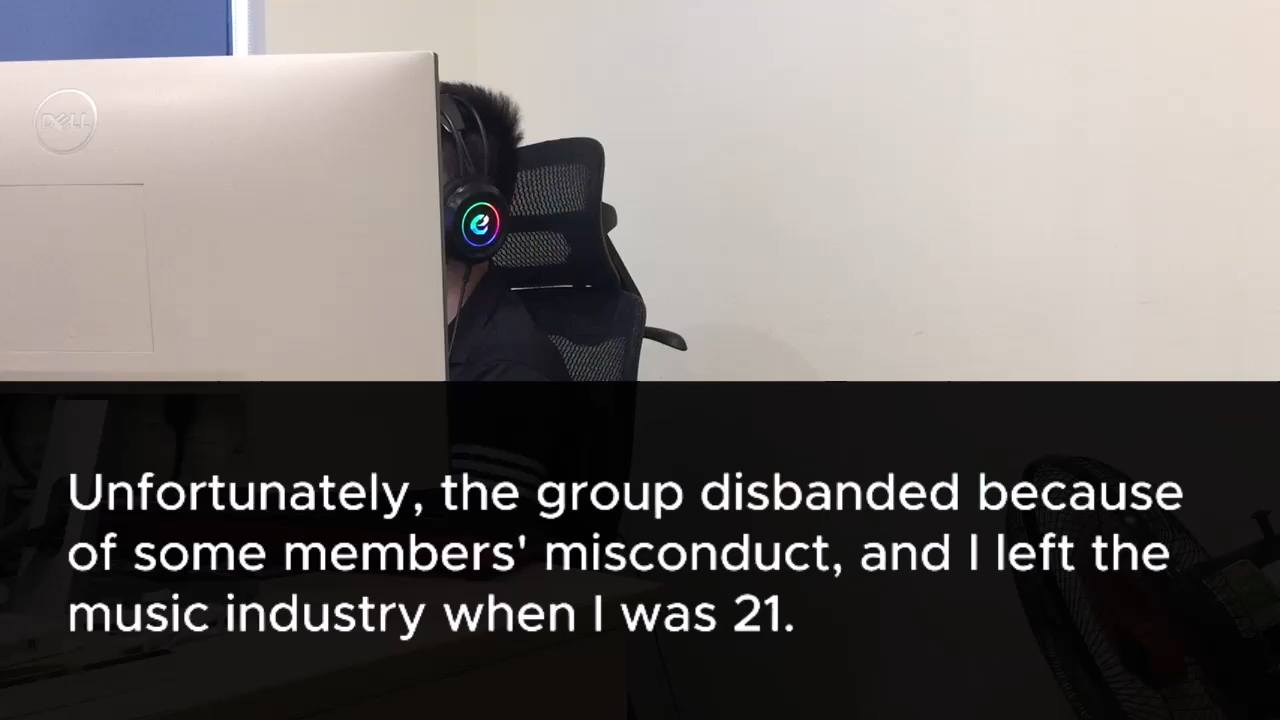 DELL
Unfortunately, the group disbanded because
of some members' misconduct, and I left the
music industry when I was 21.